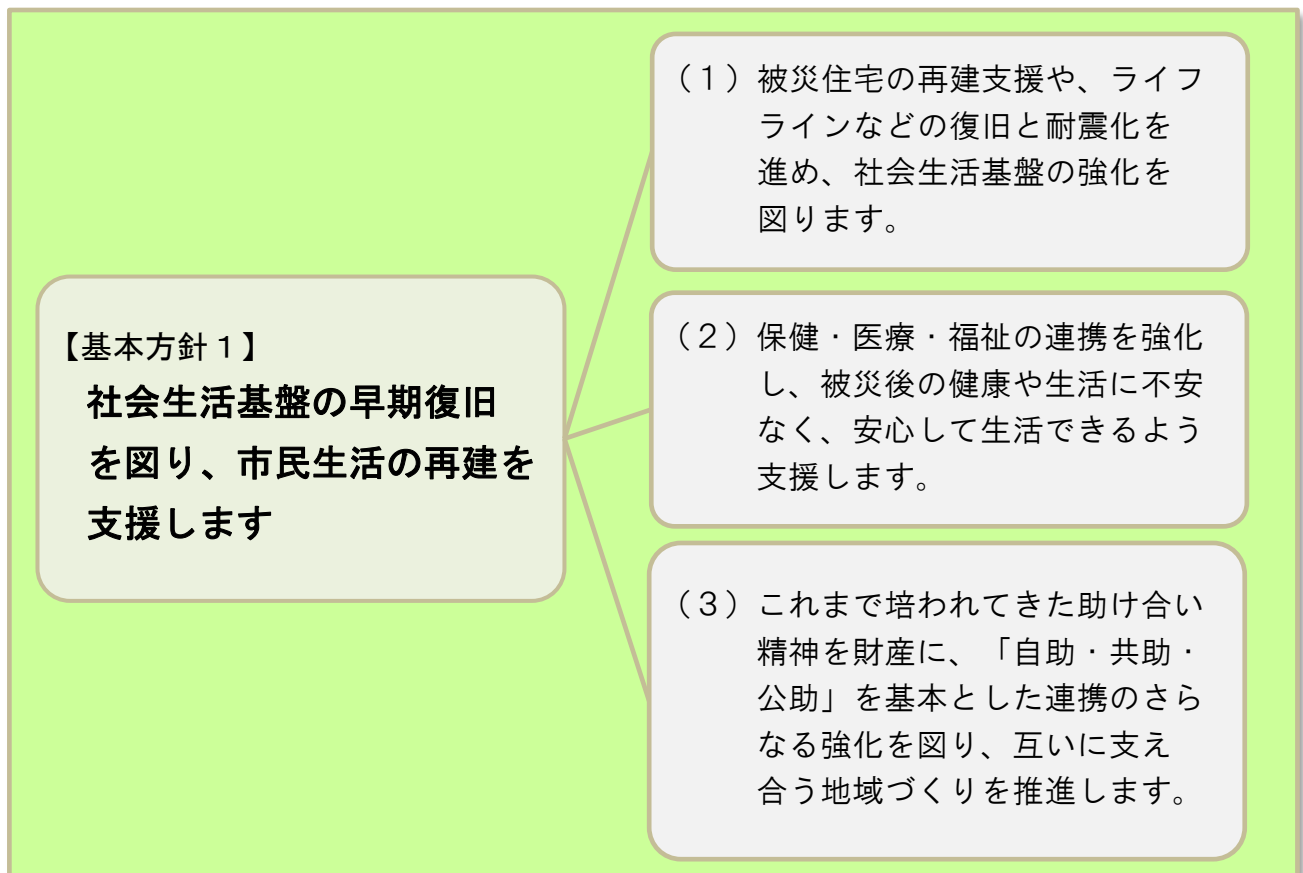 【基本方針１】
社会生活基盤の早期復旧
を図り、市民生活の再建を
支援します
（１）被災住宅の再建支援や、ライフ
ラインなどの復旧と耐震化を
進め、社会生活基盤の強化を
図ります。
（２）保健・医療・福祉の連携を強化
し、被災後の健康や生活に不安
なく、安心して生活できるよう
支援します。
（３）これまで培われてきた助け合い
精神を財産に、「自助・共助・
公助」を基本とした連携のさら
なる強化を図り、互いに支え
合う地域づくりを推進します。